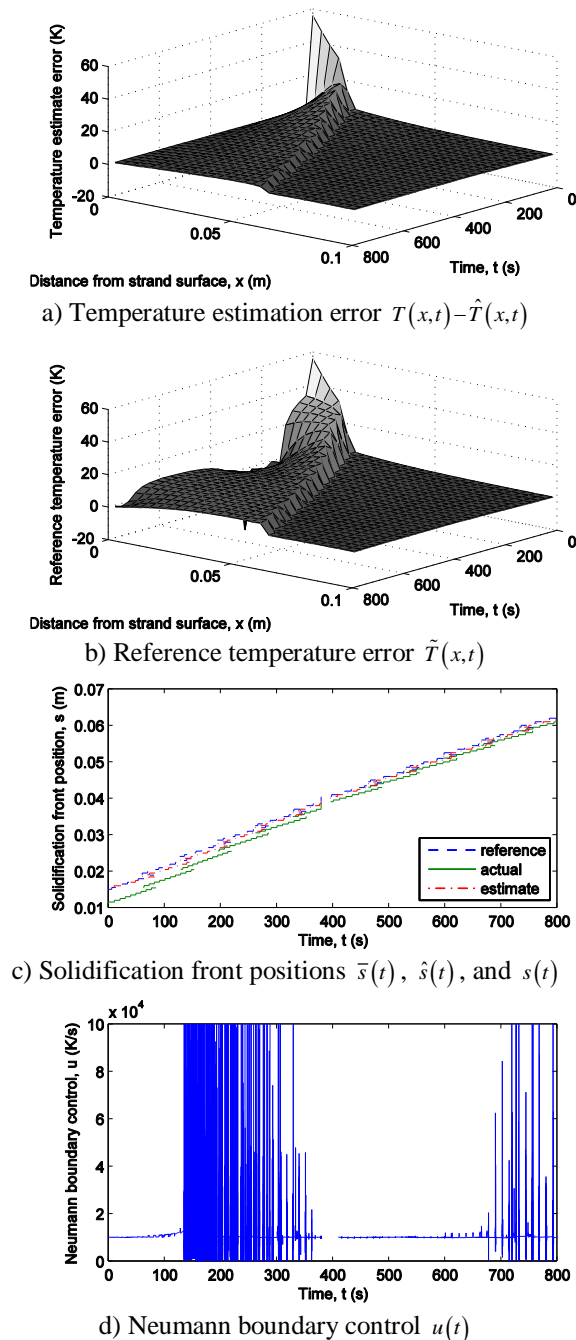 60
40
20
0
-20
Temperature estimate error (K)
0
0.05
0.1
Distance from strand surface, x (m)
800
600
400
200
0
Time, t (s)
a) Temperature estimation error T(x,t)−T̂(x,t)
60
40
20
0
-20
Reference temperature error (K)
0
0.05
0.1
Distance from strand surface, x (m)
800
600
400
200
0
Time, t (s)
b) Reference temperature error T̃(x,t)
0.07
0.06
0.05
0.04
0.03
0.02
0.01
Solidification front position, s (m)
reference
actual
estimate
0 100 200 300 400 500 600 700 800
Time, t (s)
c) Solidification front positions s̄(t), ŝ(t), and s(t)
x 10⁴
10
8
6
4
2
0
Neumann boundary control, u (K/s)
0 100 200 300 400 500 600 700 800
Time, t (s)
d) Neumann boundary control u(t)